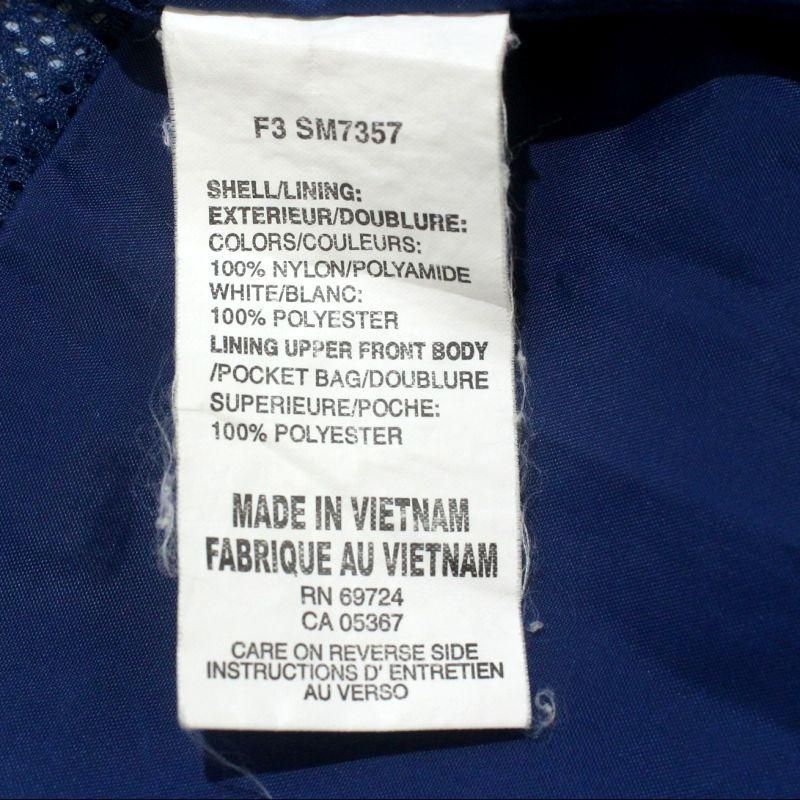 F3 SM7357
SHELL/LINING:
EXTERIEUR/DOUBLURE:
COLORS/COULEURS:
100% NYLON/POLYAMIDE
WHITE/BLANC:
100% POLYESTER
LINING UPPER FRONT BODY
/POCKET BAG/DOUBLURE
SUPERIEURE/POCHE:
100% POLYESTER
MADE IN VIETNAM
FABRIQUE AU VIETNAM
RN 69724
CA 05367
CARE ON REVERSE SIDE
INSTRUCTIONS D' ENTRETIEN
AU VERSO